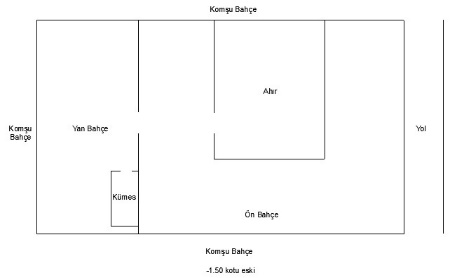 Komşu Bahçe
Ahır
Komşu
Bahçe
Yan Bahçe
Yol
Kümes
Ön Bahçe
Komşu Bahçe
-1.50 kotu eski